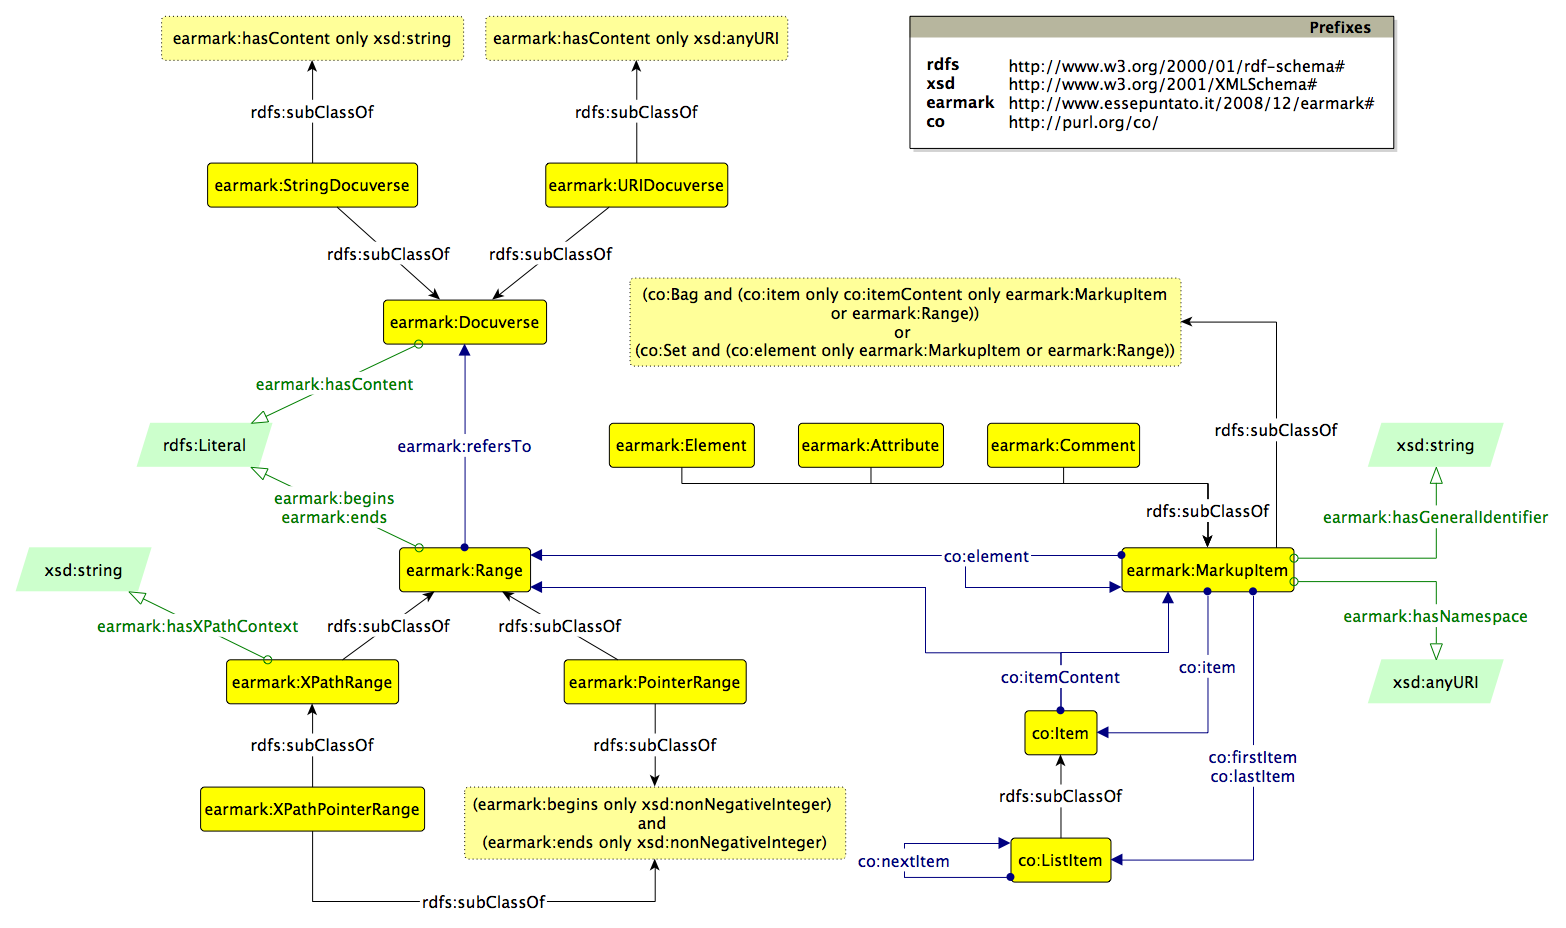 earmark:hasContent only xsd:string
earmark:hasContent only xsd:anyURI
Prefixes
rdfs http://www.w3.org/2000/01/rdf-schema#
xsd http://www.w3.org/2001/XMLSchema#
earmark http://www.essepuntato.it/2008/12/earmark#
co http://purl.org/co/
rdfs:subClassOf
rdfs:subClassOf
earmark:StringDocuverse
earmark:URIDocuverse
rdfs:subClassOf
rdfs:subClassOf
(co:Bag and (co:item only co:itemContent only earmark:MarkupItem
or earmark:Range))
or
(co:Set and (co:element only earmark:MarkupItem or earmark:Range))
earmark:Docuverse
earmark:hasContent
rdfs:Literal
earmark:refersTo
earmark:Element
earmark:Attribute
earmark:Comment
rdfs:subClassOf
xsd:string
earmark:begins
earmark:ends
rdfs:subClassOf
earmark:hasGeneralIdentifier
xsd:string
earmark:Range
co:element
earmark:MarkupItem
earmark:hasXPathContext
rdfs:subClassOf
rdfs:subClassOf
earmark:hasNamespace
earmark:XPathRange
earmark:PointerRange
co:itemContent
co:item
xsd:anyURI
rdfs:subClassOf
rdfs:subClassOf
co:Item
co:firstItem
co:lastItem
rdfs:subClassOf
earmark:XPathPointerRange
(earmark:begins only xsd:nonNegativeInteger)
and
(earmark:ends only xsd:nonNegativeInteger)
co:nextItem
co:ListItem
rdfs:subClassOf